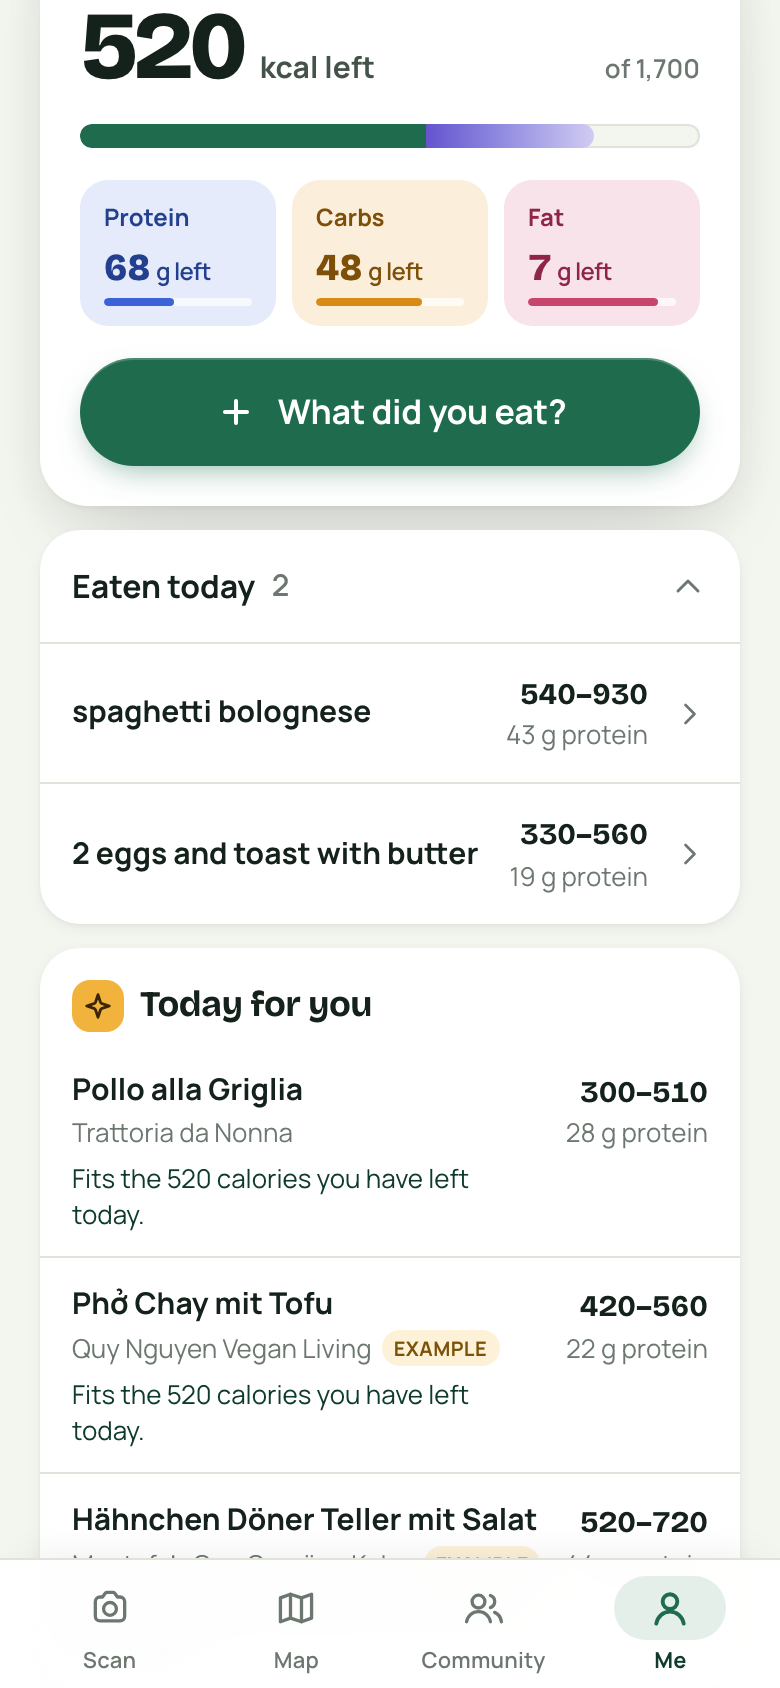 520 kcal left of 1,700
Protein
68 g left
Carbs
48 g left
Fat
7 g left
What did you eat?
Eaten today 2
spaghetti bolognese
540–930
43 g protein
2 eggs and toast with butter
330–560
19 g protein
Today for you
Pollo alla Griglia
300–510
Trattoria da Nonna
28 g protein
Fits the 520 calories you have left
today.
Phở Chay mit Tofu
420–560
Quy Nguyen Vegan Living EXAMPLE
22 g protein
Fits the 520 calories you have left
today.
Hähnchen Döner Teller mit Salat
520–720
Scan
Map
Community
Me